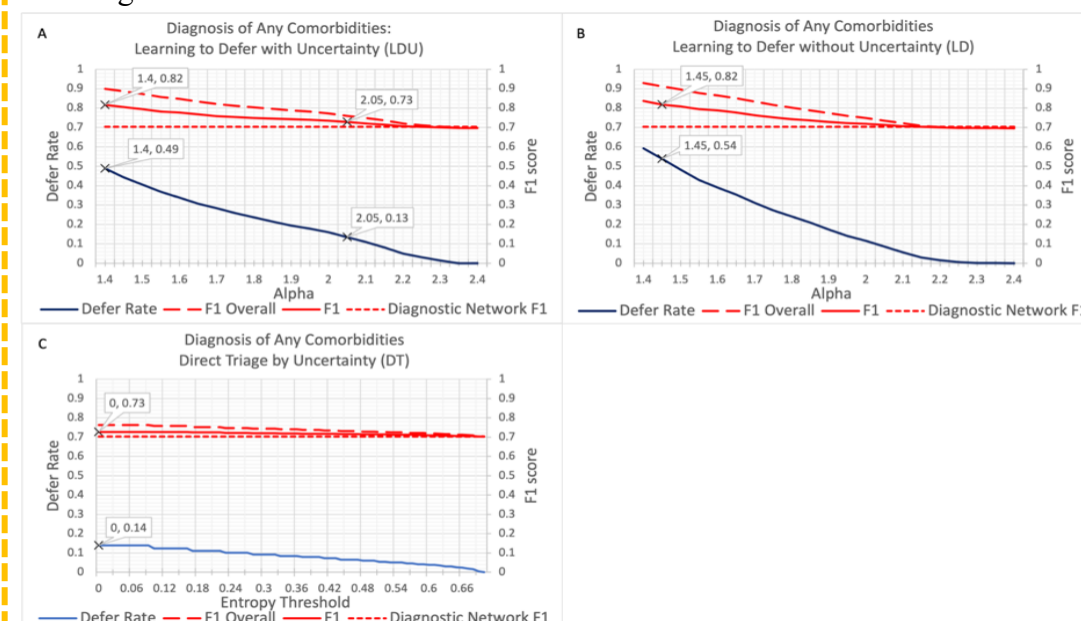 A
Diagnosis of Any Comorbidities:
Learning to Defer with Uncertainty (LDU)
1 1
0.9 0.9
0.8 0.8
0.7 0.7
0.6 0.6
0.5 0.5
0.4 0.4
0.3 0.3
0.2 0.2
0.1 0.1
0 0
Defer Rate
F1 score
1.4, 0.82
2.05, 0.73
1.4, 0.49
2.05, 0.13
1.4 1.5 1.6 1.7 1.8 1.9 2 2.1 2.2 2.3 2.4
Alpha
Defer Rate F1 Overall F1 Diagnostic Network F1
B
Diagnosis of Any Comorbidities
Learning to Defer without Uncertainty (LD)
1 1
0.9 0.9
0.8 0.8
0.7 0.7
0.6 0.6
0.5 0.5
0.4 0.4
0.3 0.3
0.2 0.2
0.1 0.1
0 0
Defer Rate
F1 score
1.45, 0.82
1.45, 0.54
1.4 1.5 1.6 1.7 1.8 1.9 2 2.1 2.2 2.3 2.4
Alpha
Defer Rate F1 Overall F1 Diagnostic Network F1
C
Diagnosis of Any Comorbidities
Direct Triage by Uncertainty (DT)
1 1
0.9 0.9
0.8 0.8
0.7 0.7
0.6 0.6
0.5 0.5
0.4 0.4
0.3 0.3
0.2 0.2
0.1 0.1
0 0
Defer Rate
F1 score
0, 0.73
0, 0.14
0 0.06 0.12 0.18 0.24 0.3 0.36 0.42 0.48 0.54 0.6 0.66
Entropy Threshold
Defer Rate F1 Overall F1 Diagnostic Network F1